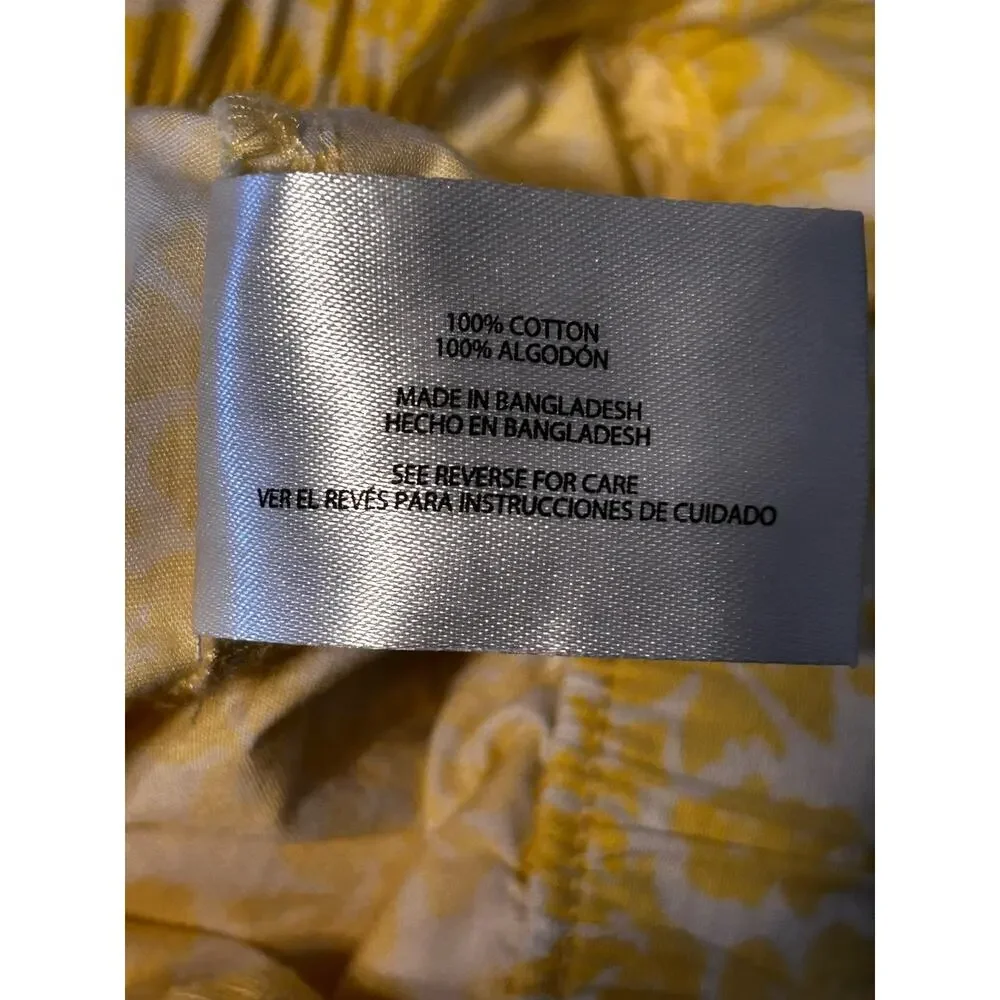 100% COTTON
100% ALGODÓN
MADE IN BANGLADESH
HECHO EN BANGLADESH
SEE REVERSE FOR CARE
VER EL REVÉS PARA INSTRUCCIONES DE CUIDADO